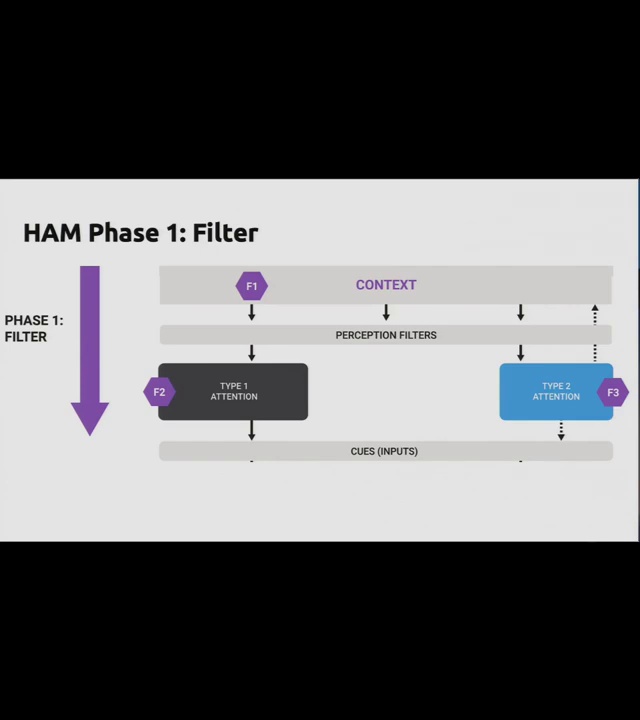 HAM Phase 1: Filter
F1
CONTEXT
PHASE 1:
FILTER
PERCEPTION FILTERS
F2
TYPE 1
ATTENTION
TYPE 2
ATTENTION
F3
CUES (INPUTS)